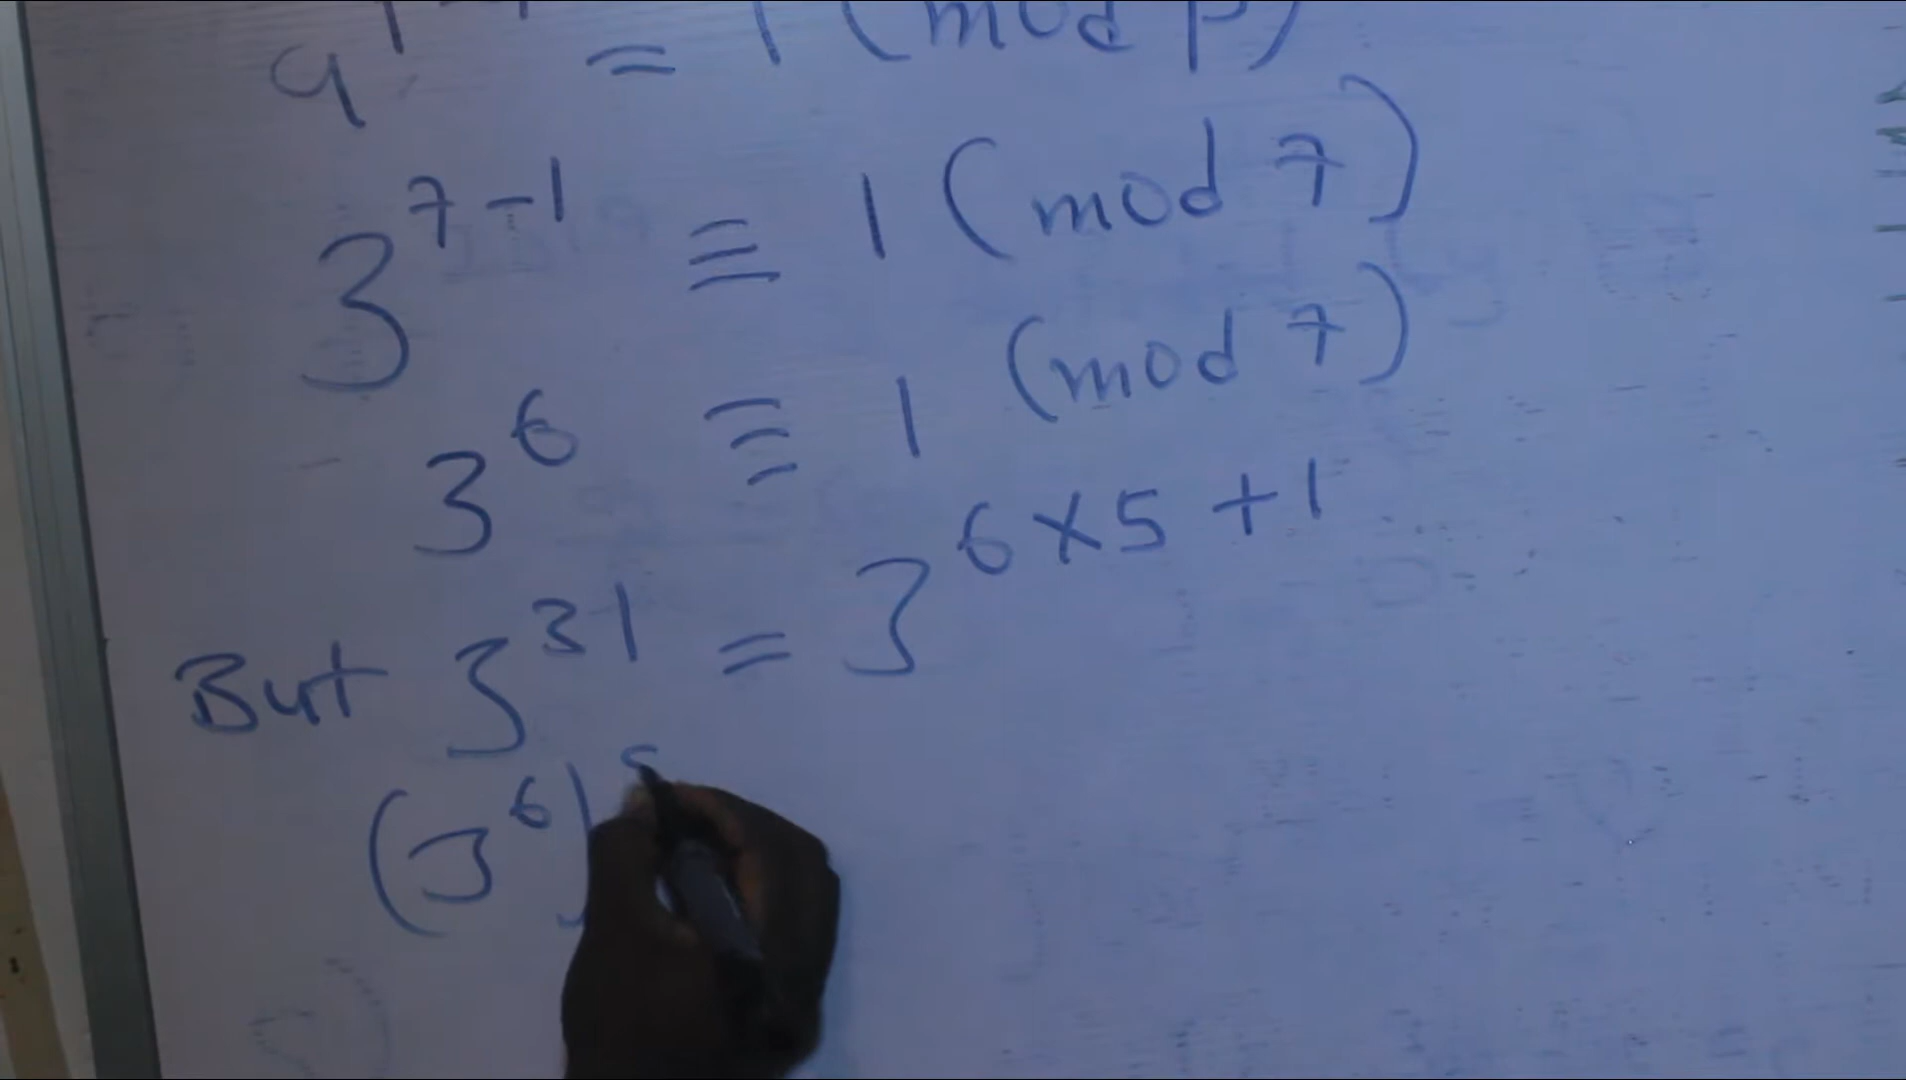 a^{p-1} = 1 (mod p)
3^{7-1} ≡ 1 (mod 7)
3^6 ≡ 1 (mod 7)
But 3^{31} = 3^{6×5+1}
(3^6)